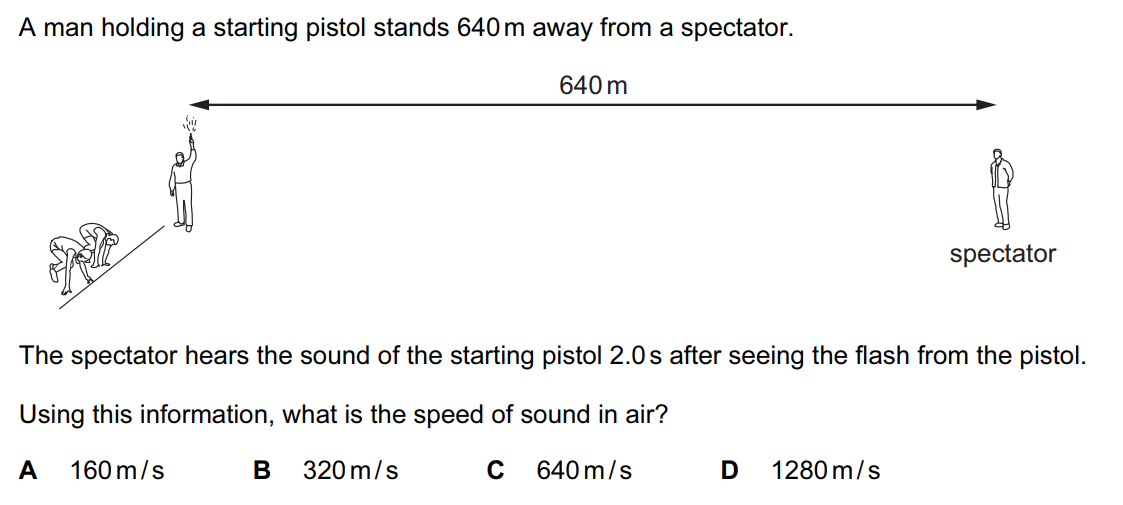 A man holding a starting pistol stands 640 m away from a spectator.
640 m
spectator
The spectator hears the sound of the starting pistol 2.0 s after seeing the flash from the pistol.
Using this information, what is the speed of sound in air?
A 160 m / s B 320 m / s C 640 m / s D 1280 m / s